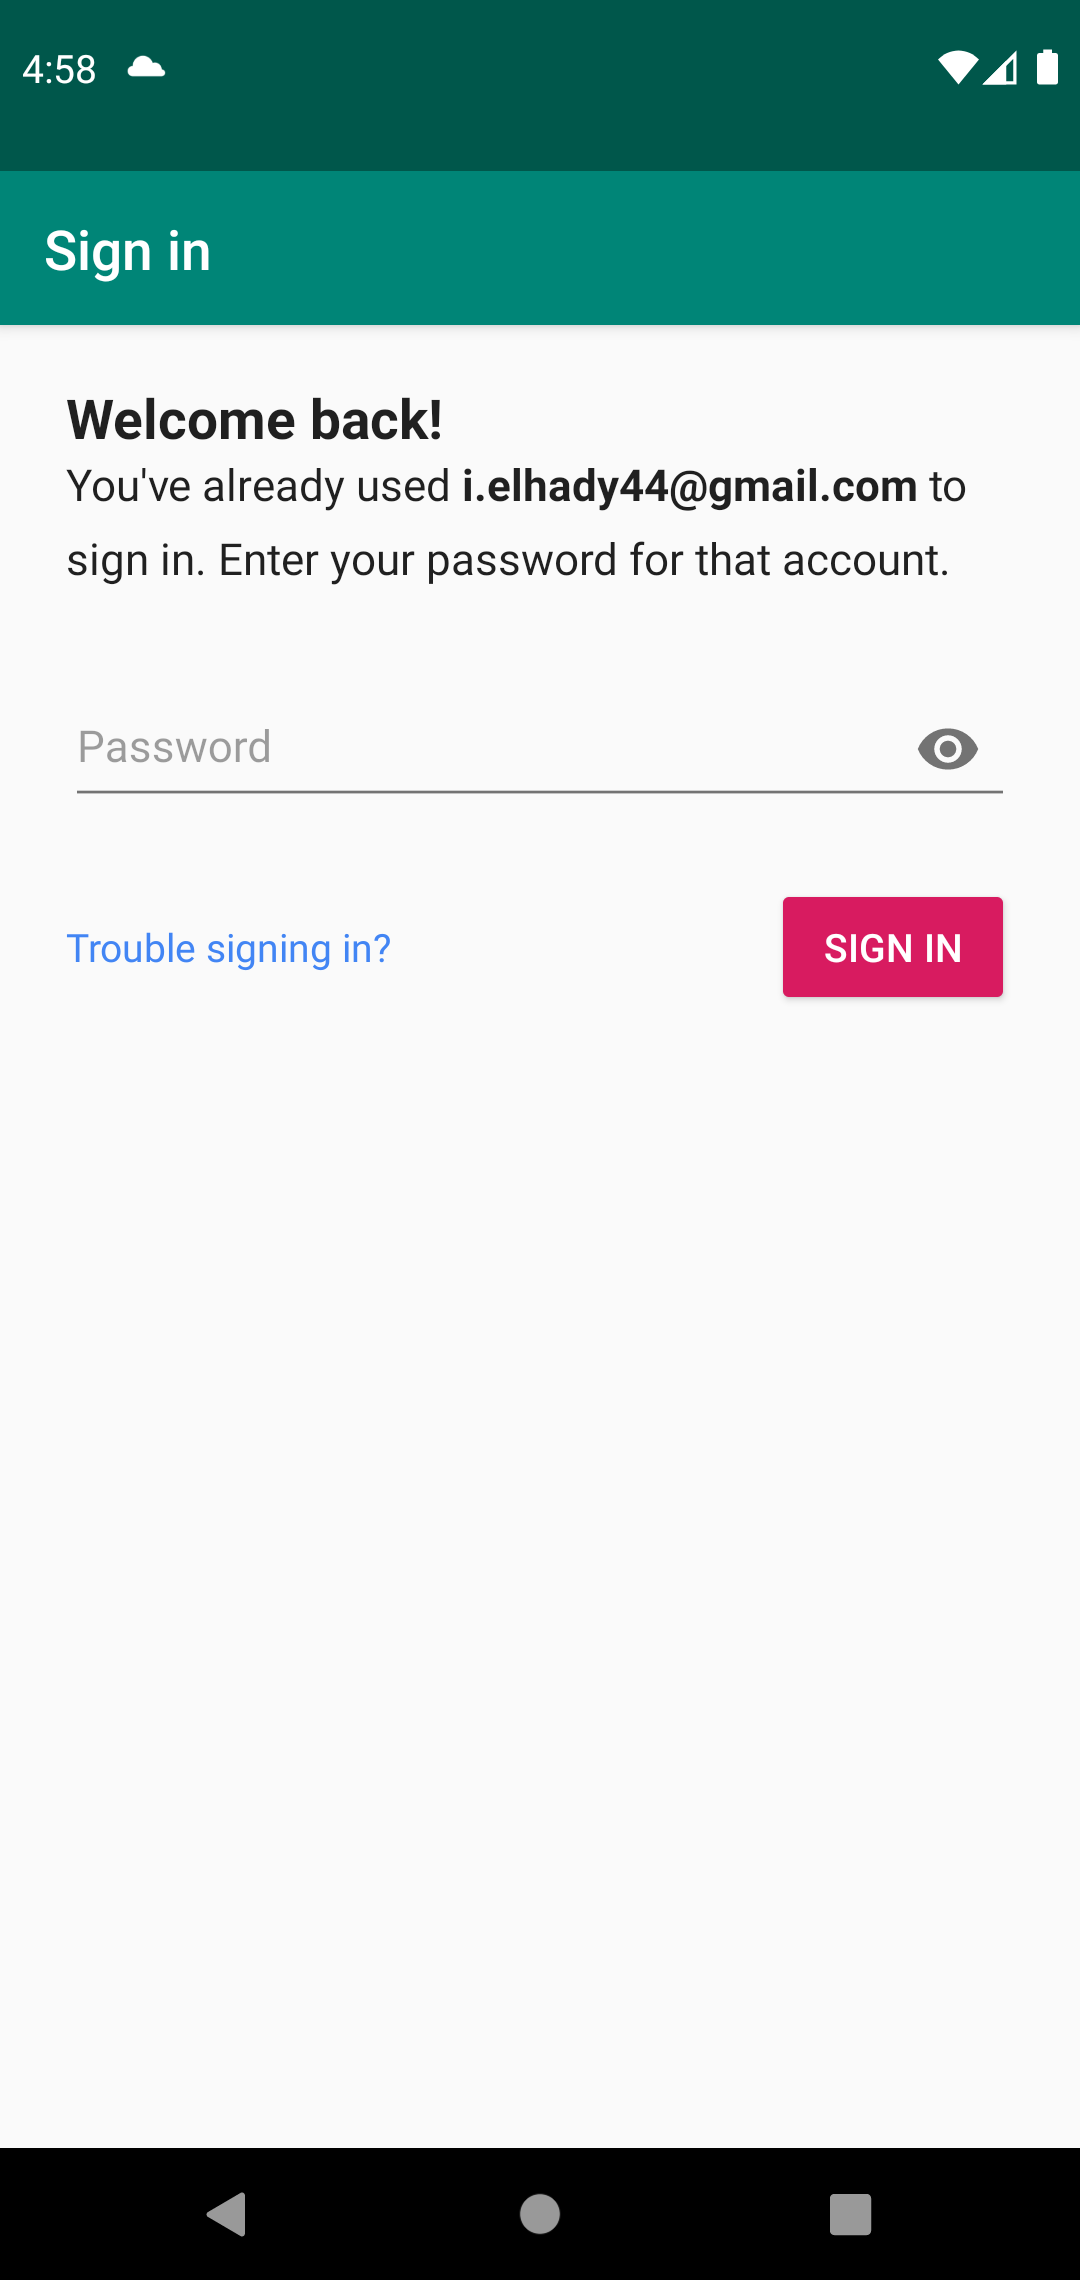 4:58
Sign in
Welcome back!
You've already used i.elhady44@gmail.com to
sign in. Enter your password for that account.
Password
Trouble signing in?
SIGN IN